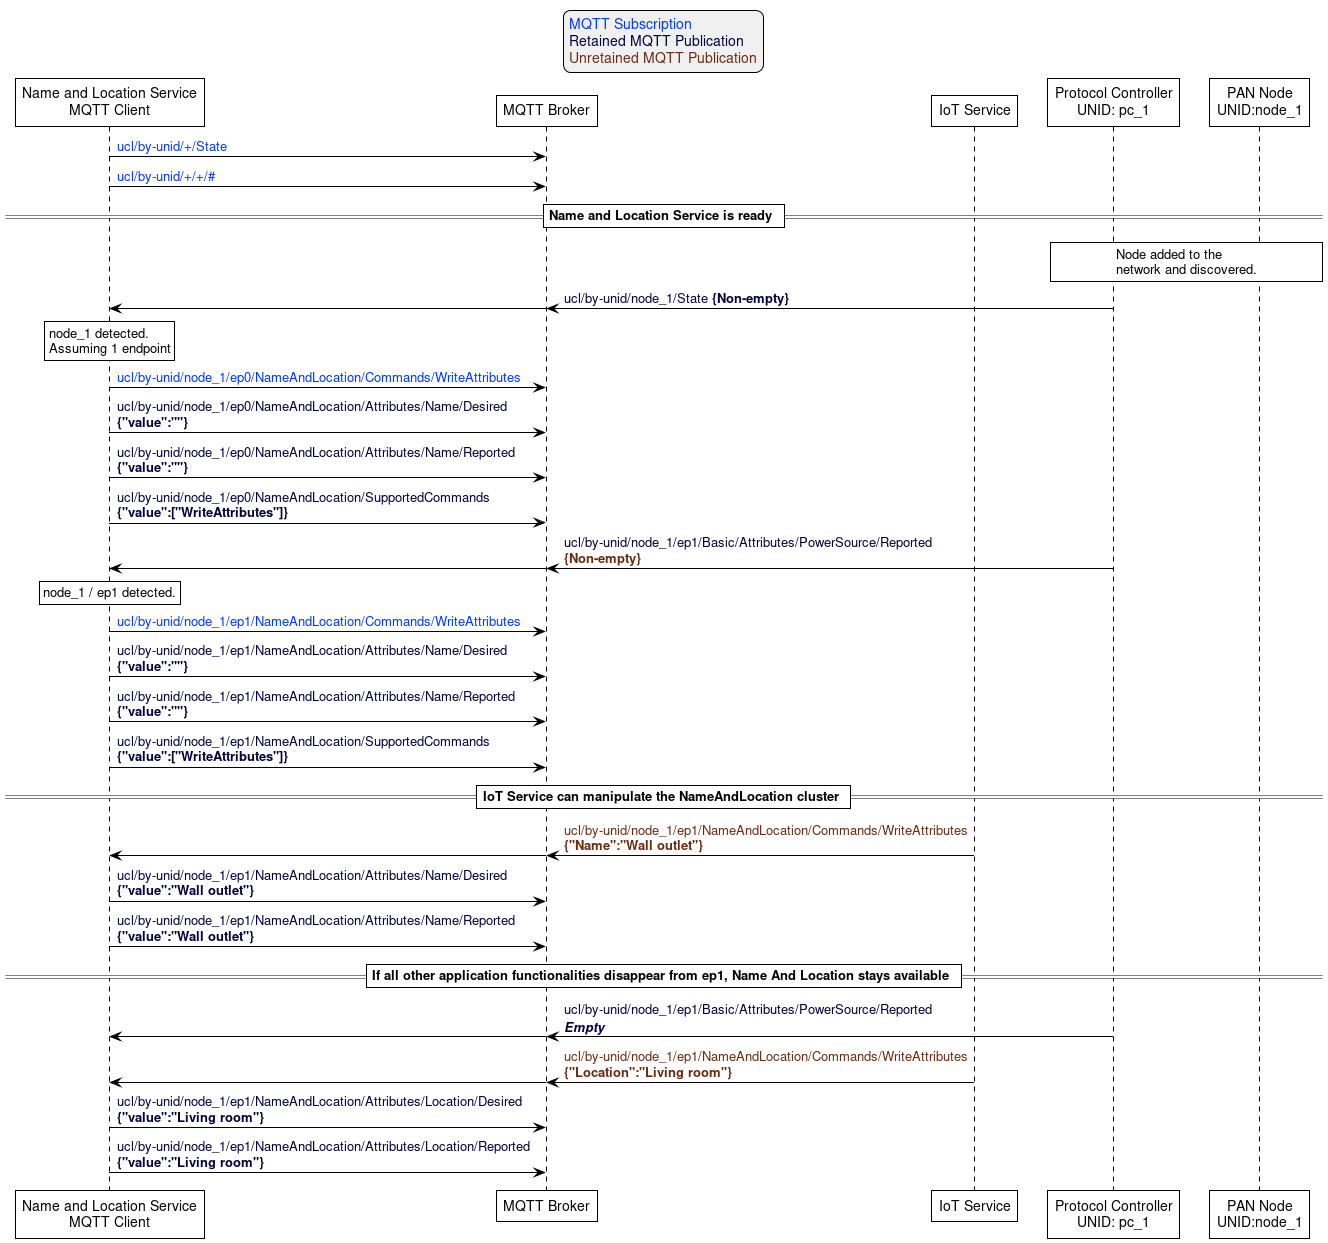 MQTT Subscription
Retained MQTT Publication
Unretained MQTT Publication
Name and Location Service
MQTT Client
MQTT Broker
IoT Service
Protocol Controller
UNID: pc_1
PAN Node
UNID:node_1
ucl/by-unid/+/State
ucl/by-unid/+/+/#
Name and Location Service is ready
Node added to the
network and discovered.
ucl/by-unid/node_1/State {Non-empty}
node_1 detected.
Assuming 1 endpoint
ucl/by-unid/node_1/ep0/NameAndLocation/Commands/WriteAttributes
ucl/by-unid/node_1/ep0/NameAndLocation/Attributes/Name/Desired
{"value":""}
ucl/by-unid/node_1/ep0/NameAndLocation/Attributes/Name/Reported
{"value":""}
ucl/by-unid/node_1/ep0/NameAndLocation/SupportedCommands
{"value":["WriteAttributes"]}
ucl/by-unid/node_1/ep1/Basic/Attributes/PowerSource/Reported
{Non-empty}
node_1 / ep1 detected.
ucl/by-unid/node_1/ep1/NameAndLocation/Commands/WriteAttributes
ucl/by-unid/node_1/ep1/NameAndLocation/Attributes/Name/Desired
{"value":""}
ucl/by-unid/node_1/ep1/NameAndLocation/Attributes/Name/Reported
{"value":""}
ucl/by-unid/node_1/ep1/NameAndLocation/SupportedCommands
{"value":["WriteAttributes"]}
IoT Service can manipulate the NameAndLocation cluster
ucl/by-unid/node_1/ep1/NameAndLocation/Commands/WriteAttributes
{"Name":"Wall outlet"}
ucl/by-unid/node_1/ep1/NameAndLocation/Attributes/Name/Desired
{"value":"Wall outlet"}
ucl/by-unid/node_1/ep1/NameAndLocation/Attributes/Name/Reported
{"value":"Wall outlet"}
If all other application functionalities disappear from ep1, Name And Location stays available
ucl/by-unid/node_1/ep1/Basic/Attributes/PowerSource/Reported
Empty
ucl/by-unid/node_1/ep1/NameAndLocation/Commands/WriteAttributes
{"Location":"Living room"}
ucl/by-unid/node_1/ep1/NameAndLocation/Attributes/Location/Desired
{"value":"Living room"}
ucl/by-unid/node_1/ep1/NameAndLocation/Attributes/Location/Reported
{"value":"Living room"}
Name and Location Service
MQTT Client
MQTT Broker
IoT Service
Protocol Controller
UNID: pc_1
PAN Node
UNID:node_1